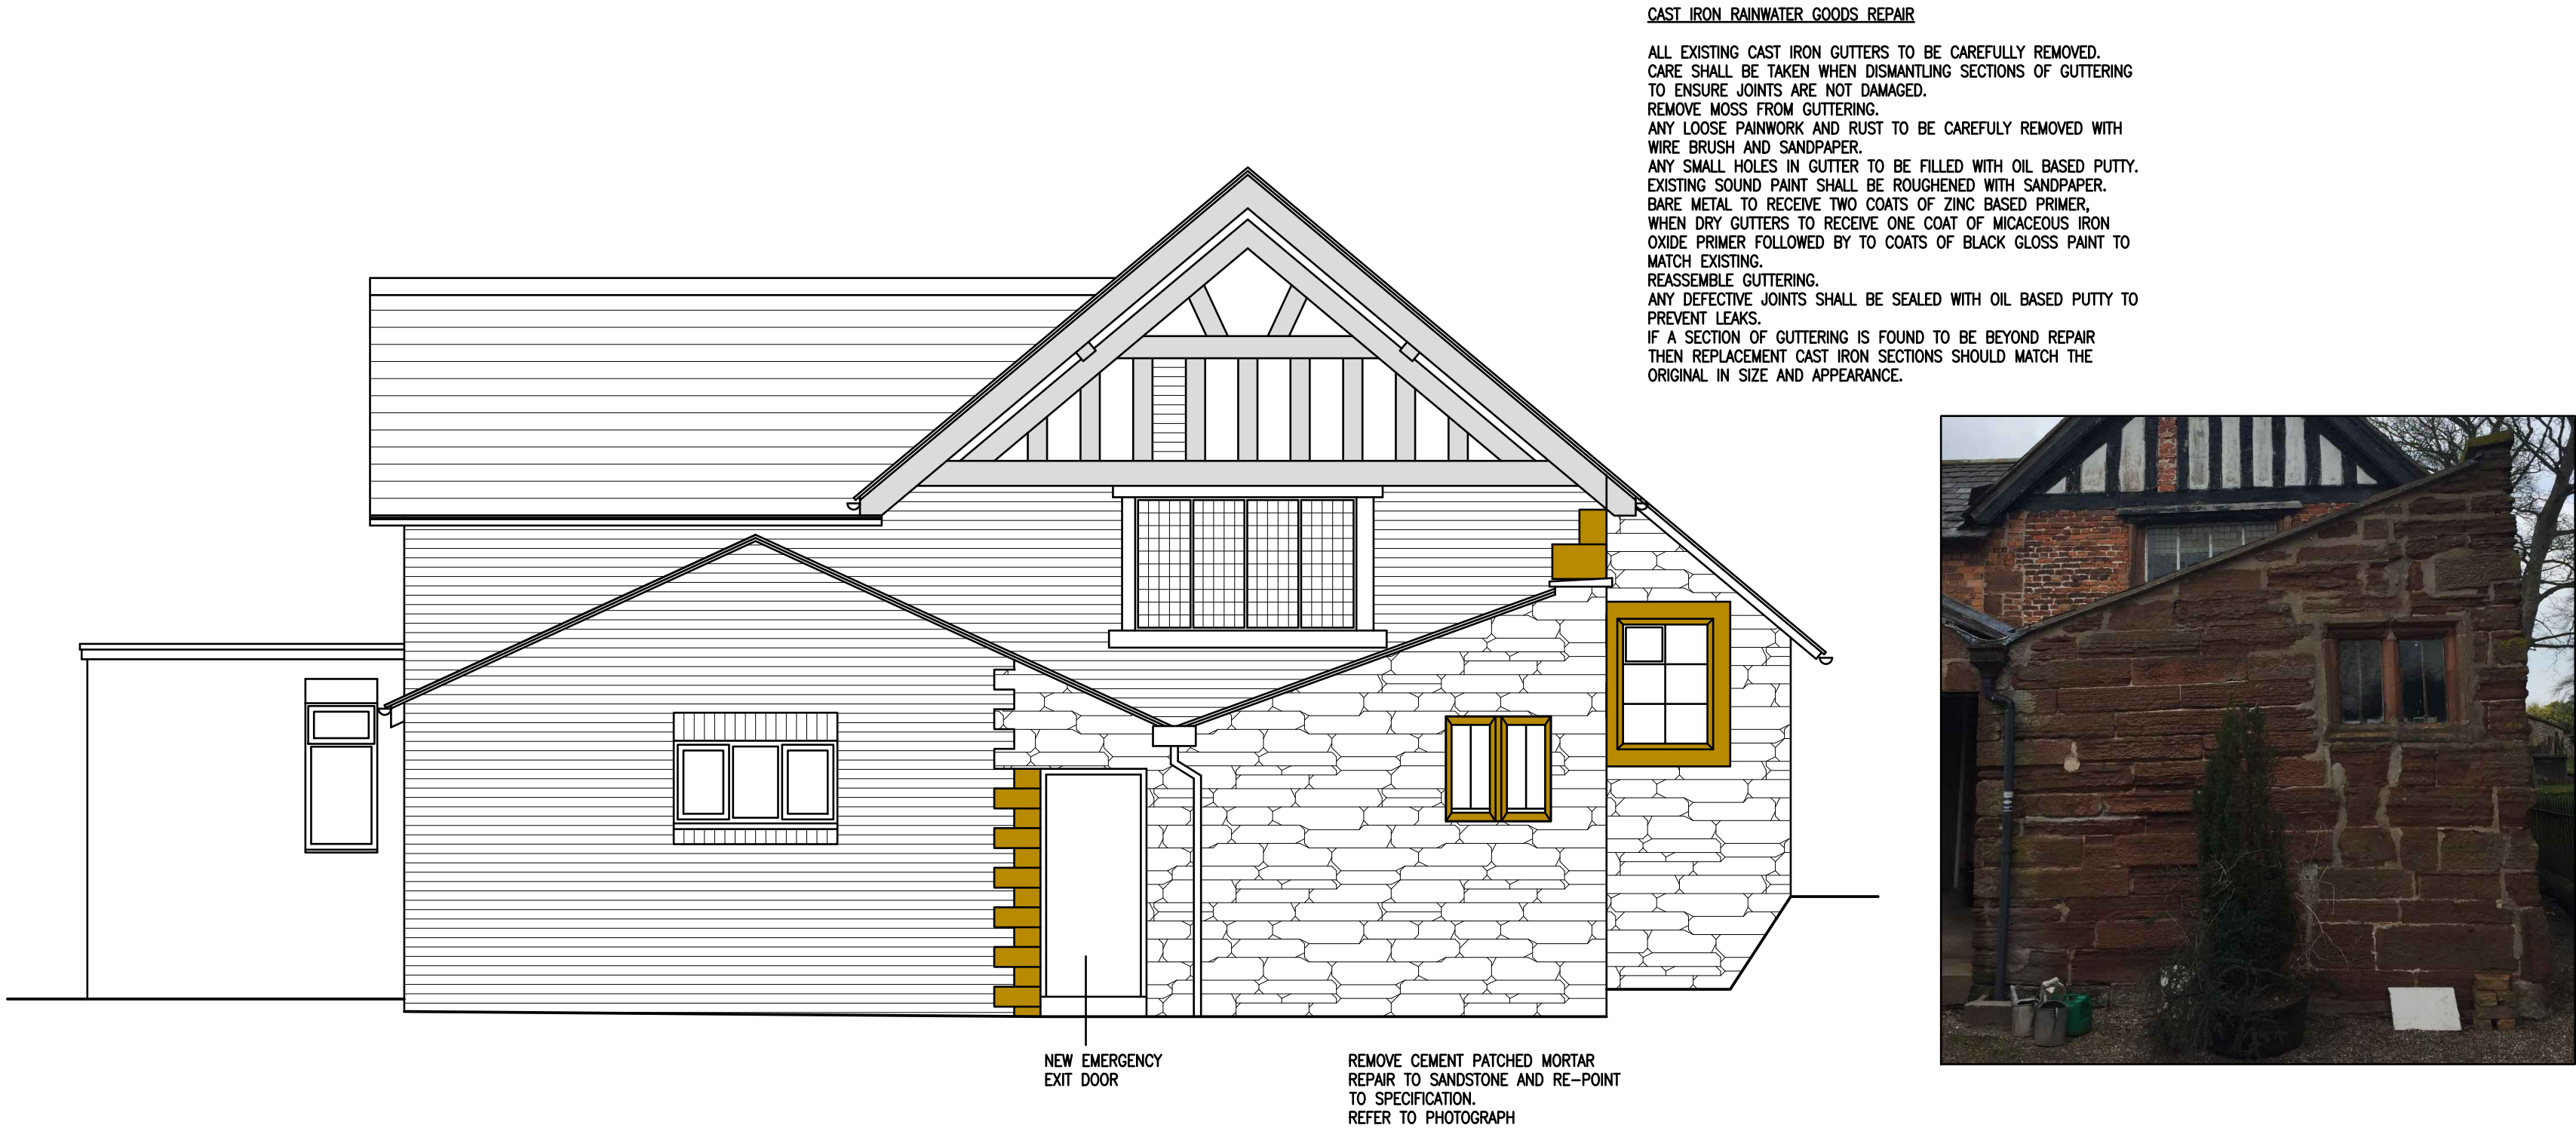 CAST IRON RAINWATER GOODS REPAIR
ALL EXISTING CAST IRON GUTTERS TO BE CAREFULLY REMOVED.
CARE SHALL BE TAKEN WHEN DISMANTLING SECTIONS OF GUTTERING
TO ENSURE JOINTS ARE NOT DAMAGED.
REMOVE MOSS FROM GUTTERING.
ANY LOOSE PAINWORK AND RUST TO BE CAREFULY REMOVED WITH
WIRE BRUSH AND SANDPAPER.
ANY SMALL HOLES IN GUTTER TO BE FILLED WITH OIL BASED PUTTY.
EXISTING SOUND PAINT SHALL BE ROUGHENED WITH SANDPAPER.
BARE METAL TO RECEIVE TWO COATS OF ZINC BASED PRIMER,
WHEN DRY GUTTERS TO RECEIVE ONE COAT OF MICACEOUS IRON
OXIDE PRIMER FOLLOWED BY TO COATS OF BLACK GLOSS PAINT TO
MATCH EXISTING.
REASSEMBLE GUTTERING.
ANY DEFECTIVE JOINTS SHALL BE SEALED WITH OIL BASED PUTTY TO
PREVENT LEAKS.
IF A SECTION OF GUTTERING IS FOUND TO BE BEYOND REPAIR
THEN REPLACEMENT CAST IRON SECTIONS SHOULD MATCH THE
ORIGINAL IN SIZE AND APPEARANCE.
NEW EMERGENCY
EXIT DOOR
REMOVE CEMENT PATCHED MORTAR
REPAIR TO SANDSTONE AND RE-POINT
TO SPECIFICATION.
REFER TO PHOTOGRAPH